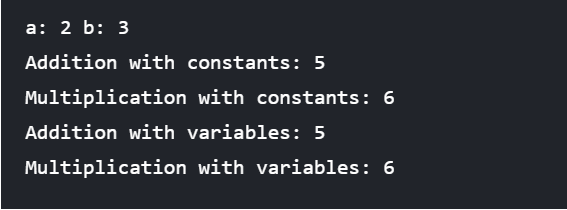 a: 2 b: 3
Addition with constants: 5
Multiplication with constants: 6
Addition with variables: 5
Multiplication with variables: 6